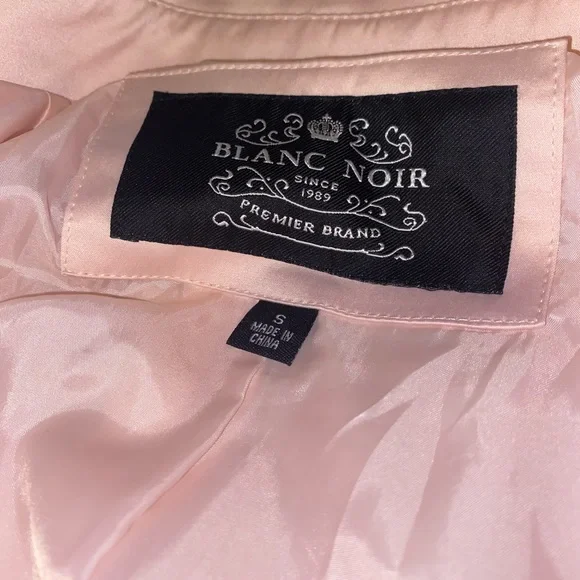 BLANC NOIR
SINCE
1989
PREMIER BRAND
S
MADE IN
CHINA